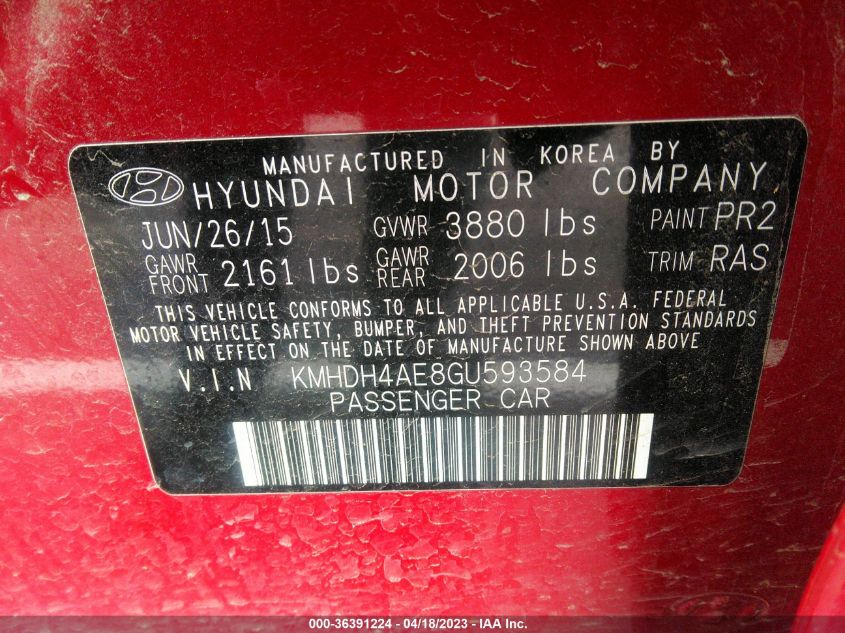 MANUFACTURED IN KOREA BY
HYUNDAI MOTOR COMPANY
JUN/26/15 GVWR 3880 lbs PAINT PR2
GAWR FRONT 2161 lbs GAWR REAR 2006 lbs TRIM RAS
THIS VEHICLE CONFORMS TO ALL APPLICABLE U.S.A. FEDERAL
MOTOR VEHICLE SAFETY, BUMPER, AND THEFT PREVENTION STANDARDS
IN EFFECT ON THE DATE OF MANUFACTURE SHOWN ABOVE
V.I.N KMHDH4AE8GU593584
PASSENGER CAR
000-36391224 - 04/18/2023 - IAA Inc.